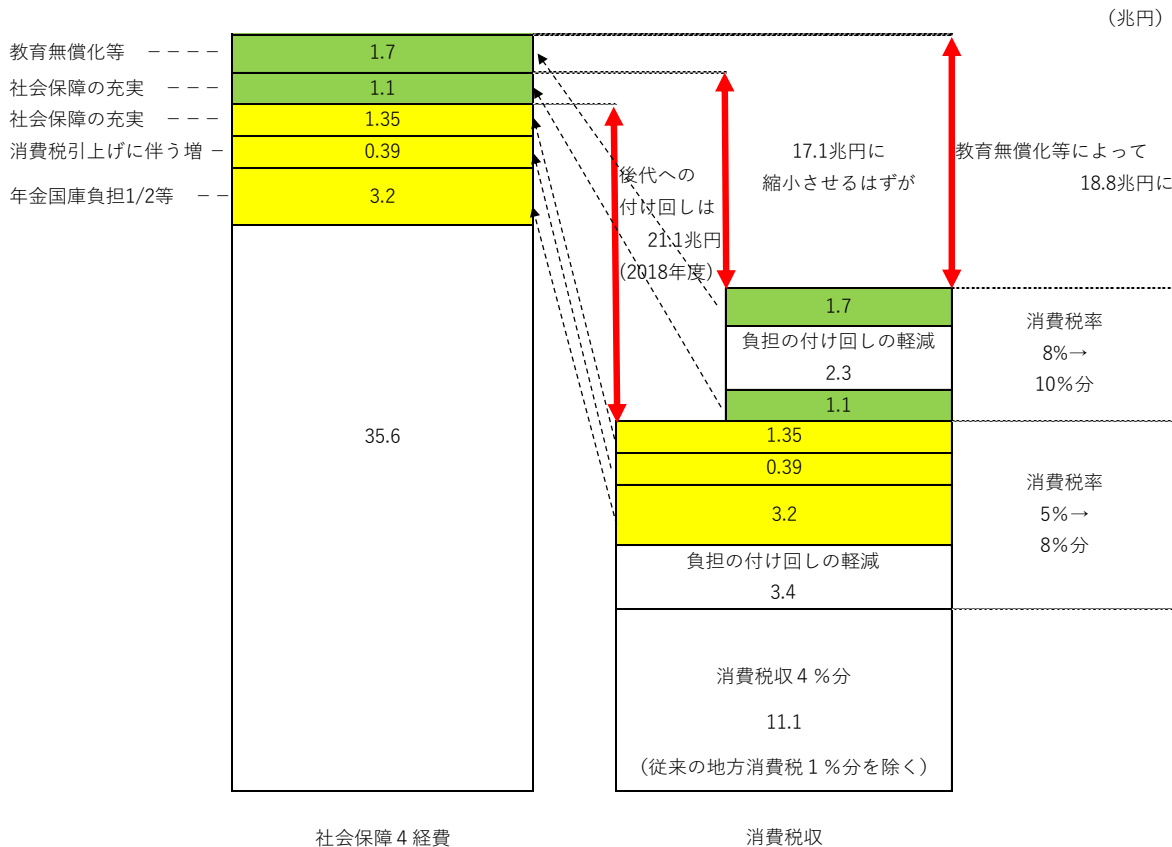 （兆円）
教育無償化等　－－－－
1.7
社会保障の充実　－－－
1.1
社会保障の充実　－－－
1.35
消費税引上げに伴う増－
0.39
年金国庫負担1/2等　－－
3.2
35.6
後代への
付け回しは
21.1兆円
(2018年度)
17.1兆円に
縮小させるはずが
教育無償化等によって
18.8兆円に
1.7
負担の付け回しの軽減
2.3
1.1
消費税率
8%→
10%分
1.35
0.39
3.2
負担の付け回しの軽減
3.4
消費税率
5%→
8%分
消費税収４％分
11.1
（従来の地方消費税１％分を除く）
社会保障４経費
消費税収